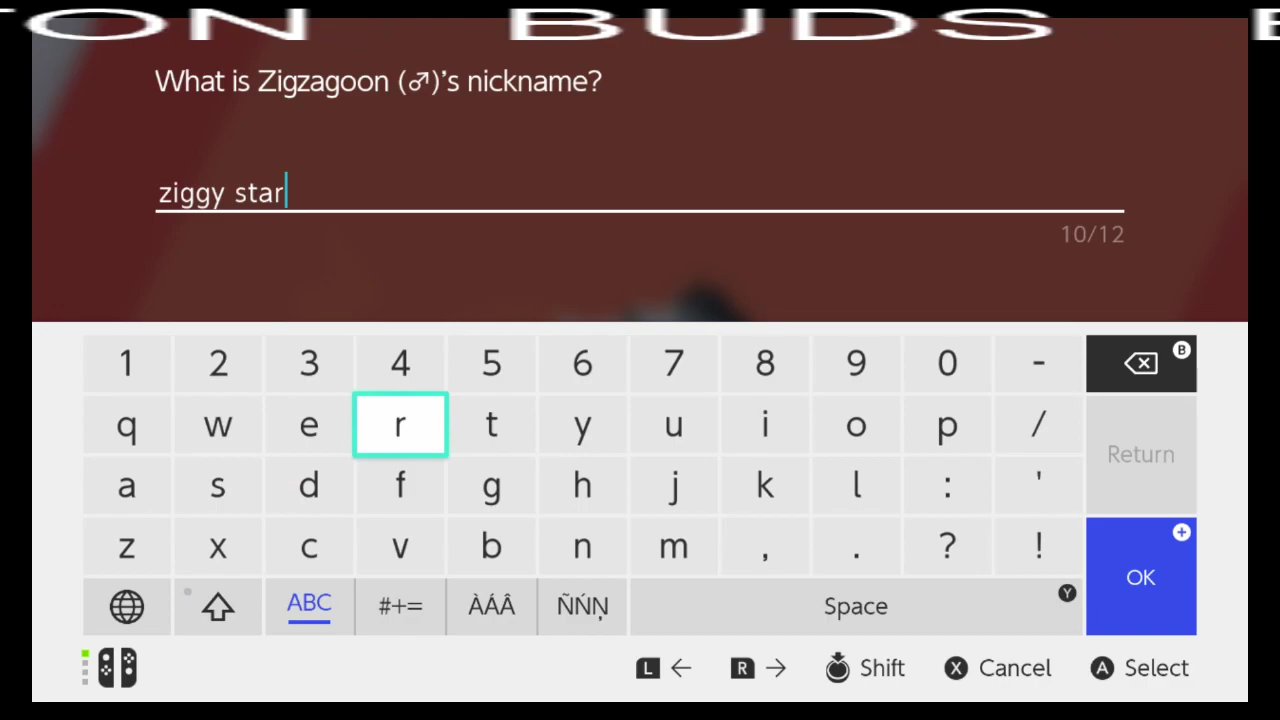 ON BUDS
What is Zigzagoon (♂)'s nickname?
ziggy star
10/12
1 2 3 4 5 6 7 8 9 0 - B
q w e r t y u i o p / Return
a s d f g h j k l : '
z x c v b n m , . ? ! + OK
ABC #+= ÀÁÂ ÑŃŅ Space Y
L ← R → Shift X Cancel A Select